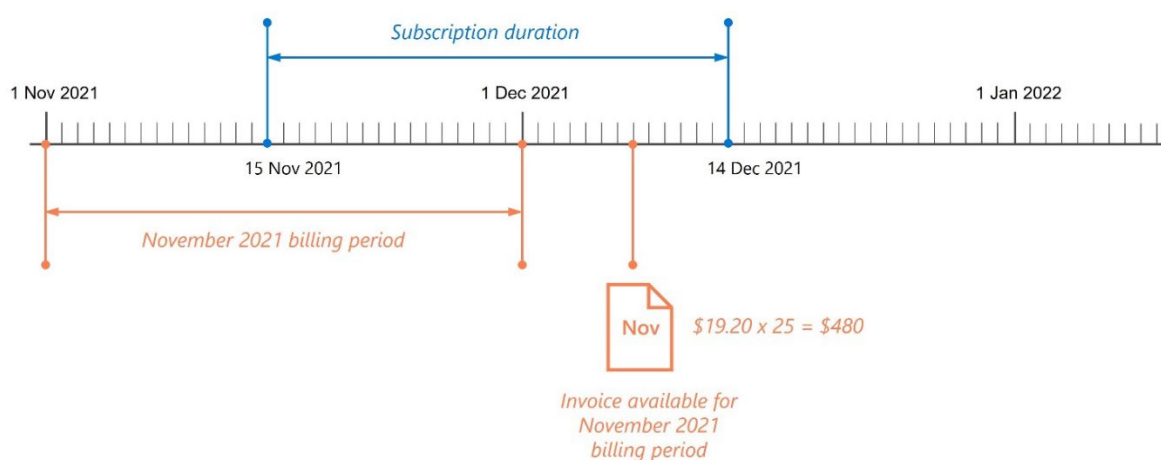 Subscription duration
1 Nov 2021
1 Dec 2021
1 Jan 2022
15 Nov 2021
14 Dec 2021
November 2021 billing period
Nov
$19.20 x 25 = $480
Invoice available for
November 2021
billing period